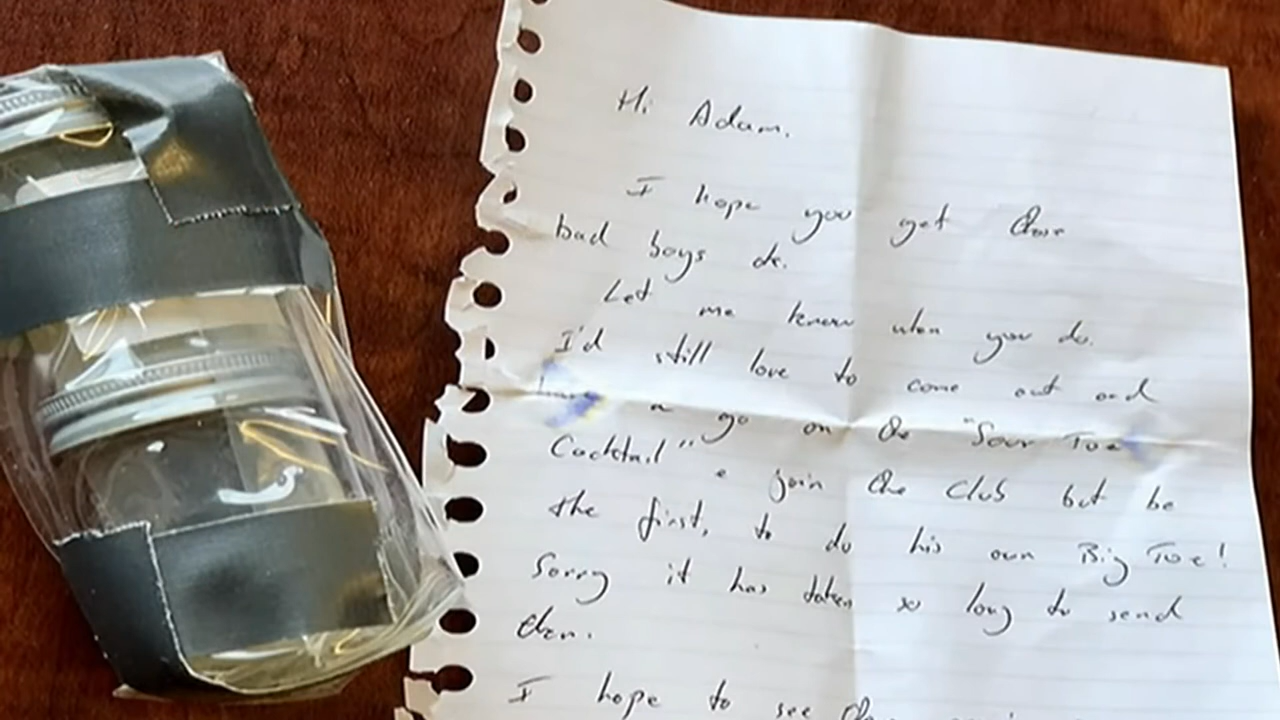 Hi Adam,
I hope you get these
bad boys ok.
Let me know when you do.
I'd still love to come out and
have a go on the "Sour Toe
Cocktail" & join the club but be
the first, to do his own Big Toe!
Sorry it has taken so long to send
them.
I hope to see them